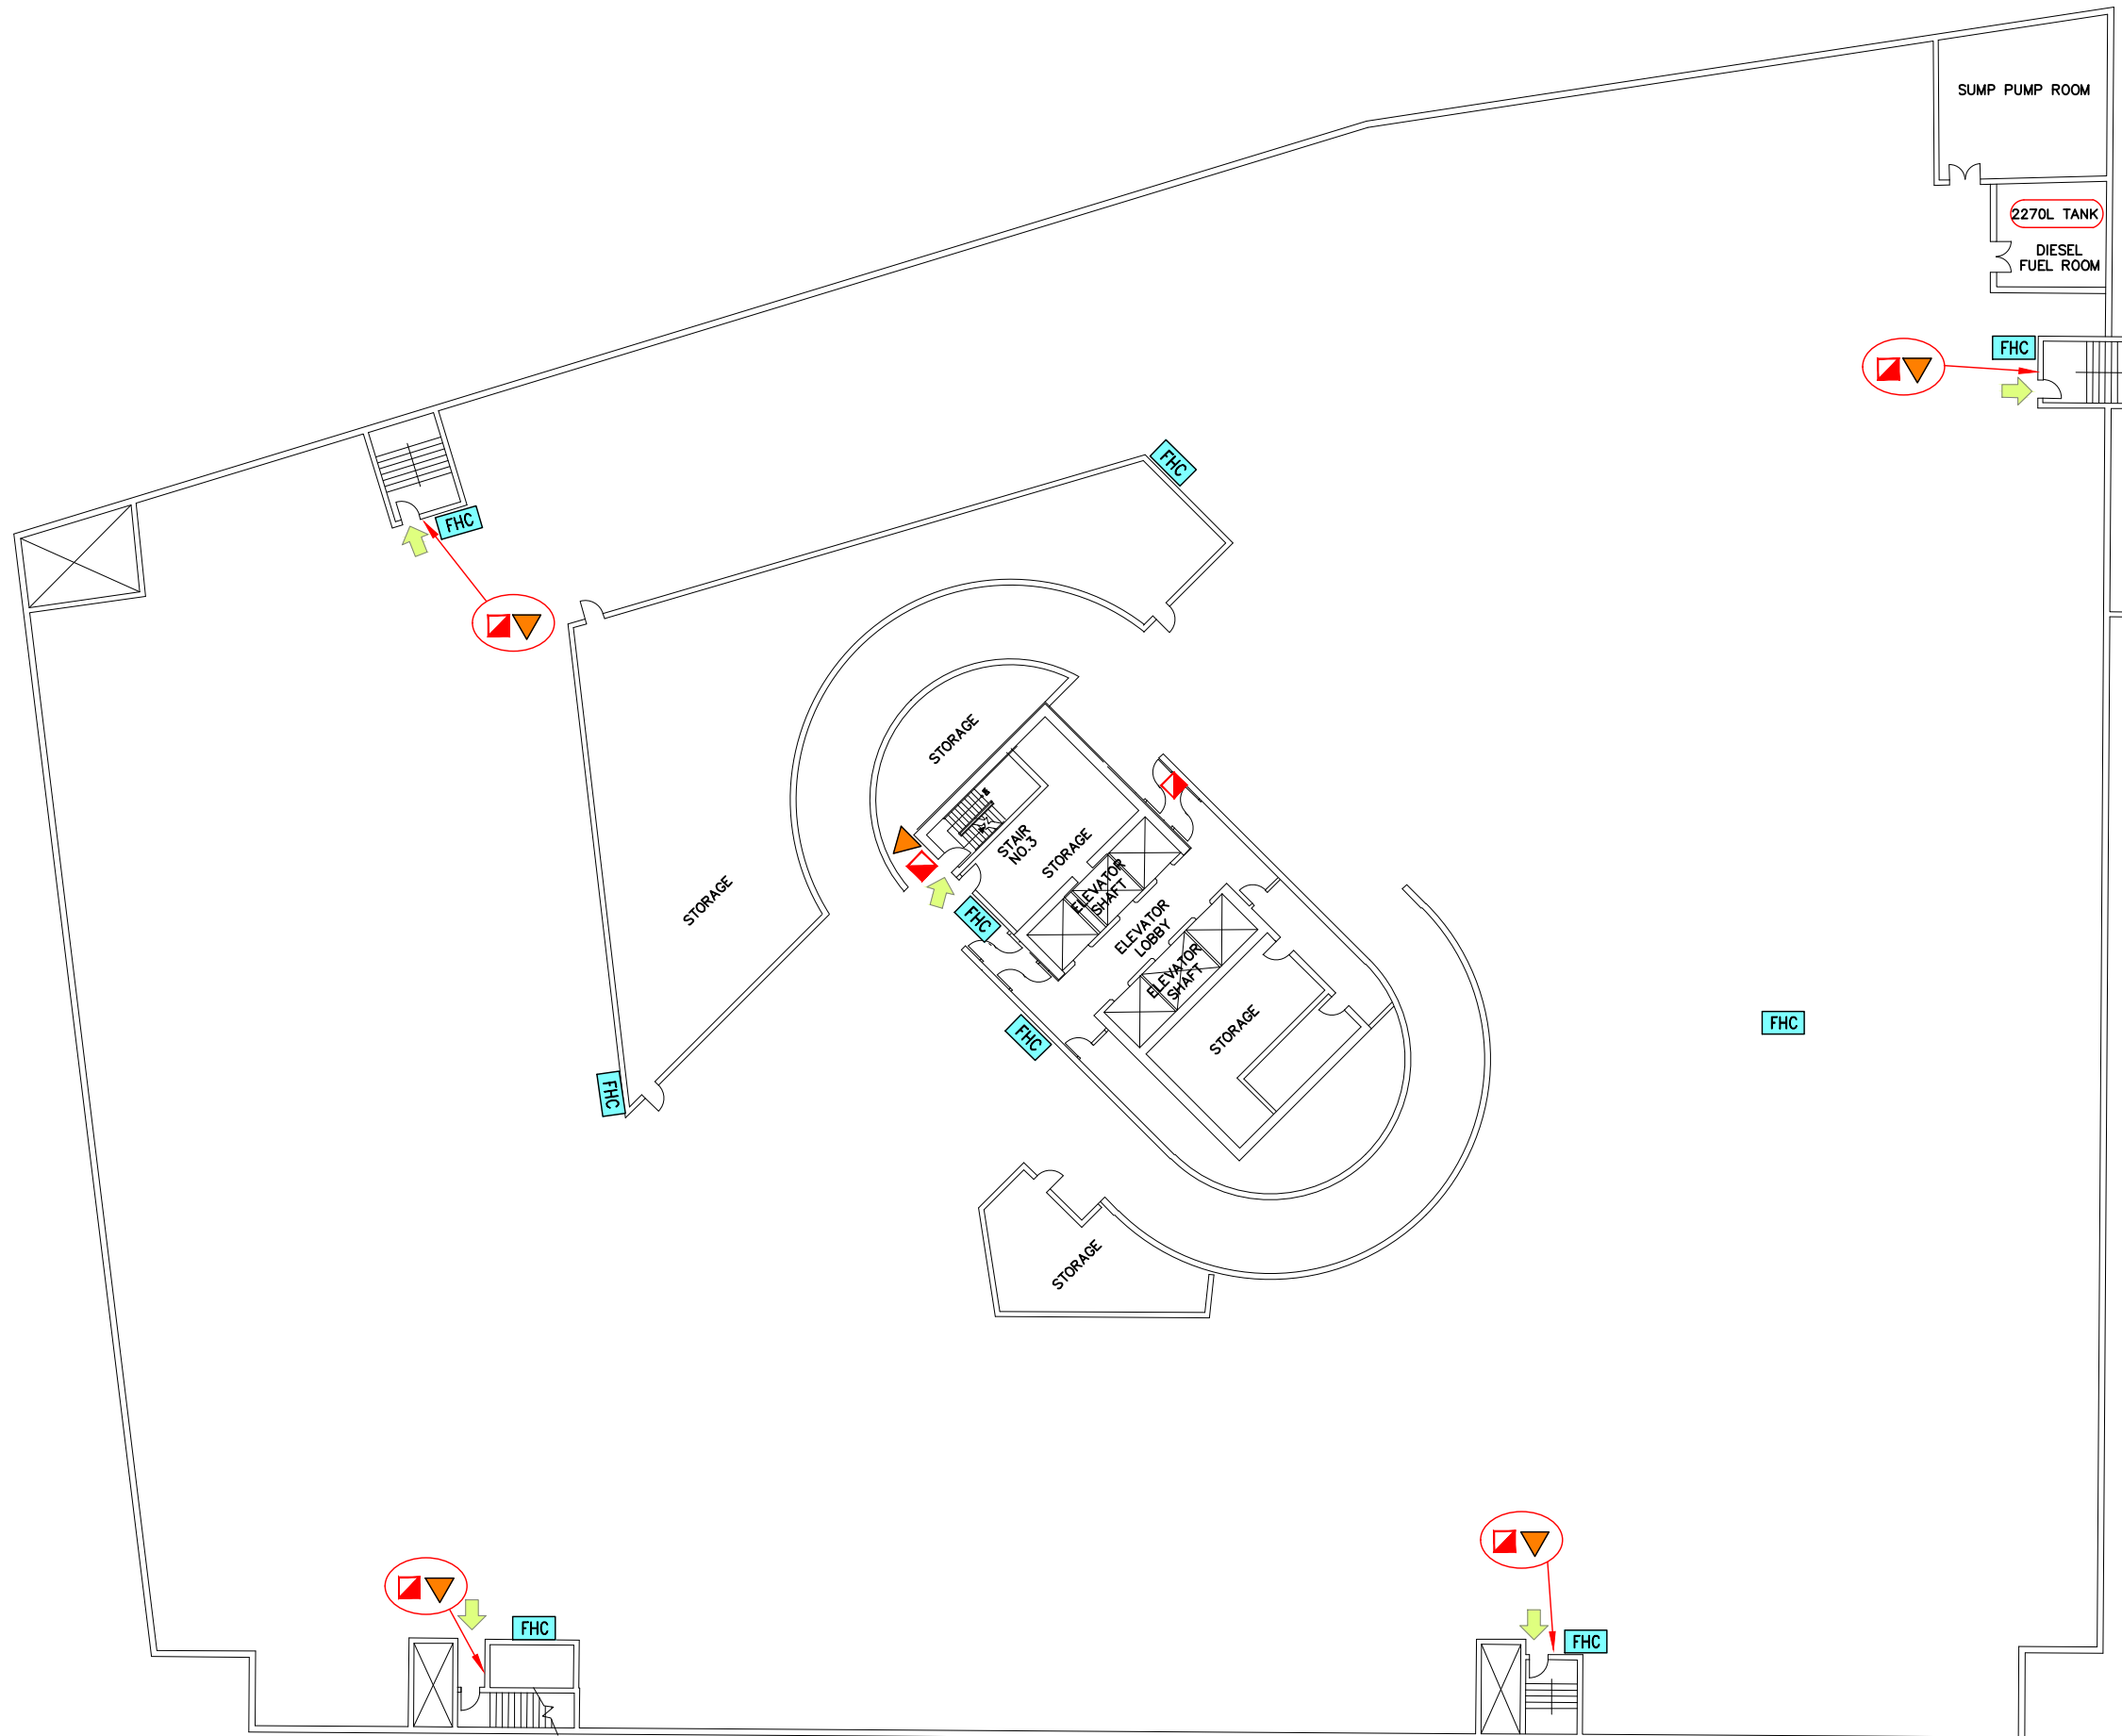 SUMP PUMP ROOM
2270L TANK
DIESEL
FUEL ROOM
FHC
FHC
FHC
STORAGE
STAIR
NO.3
STORAGE
ELEVATOR
SHAFT
STORAGE
FHC
ELEVATOR
LOBBY
ELEVATOR
SHAFT
STORAGE
FHC
FHC
FHC
STORAGE
FHC
FHC